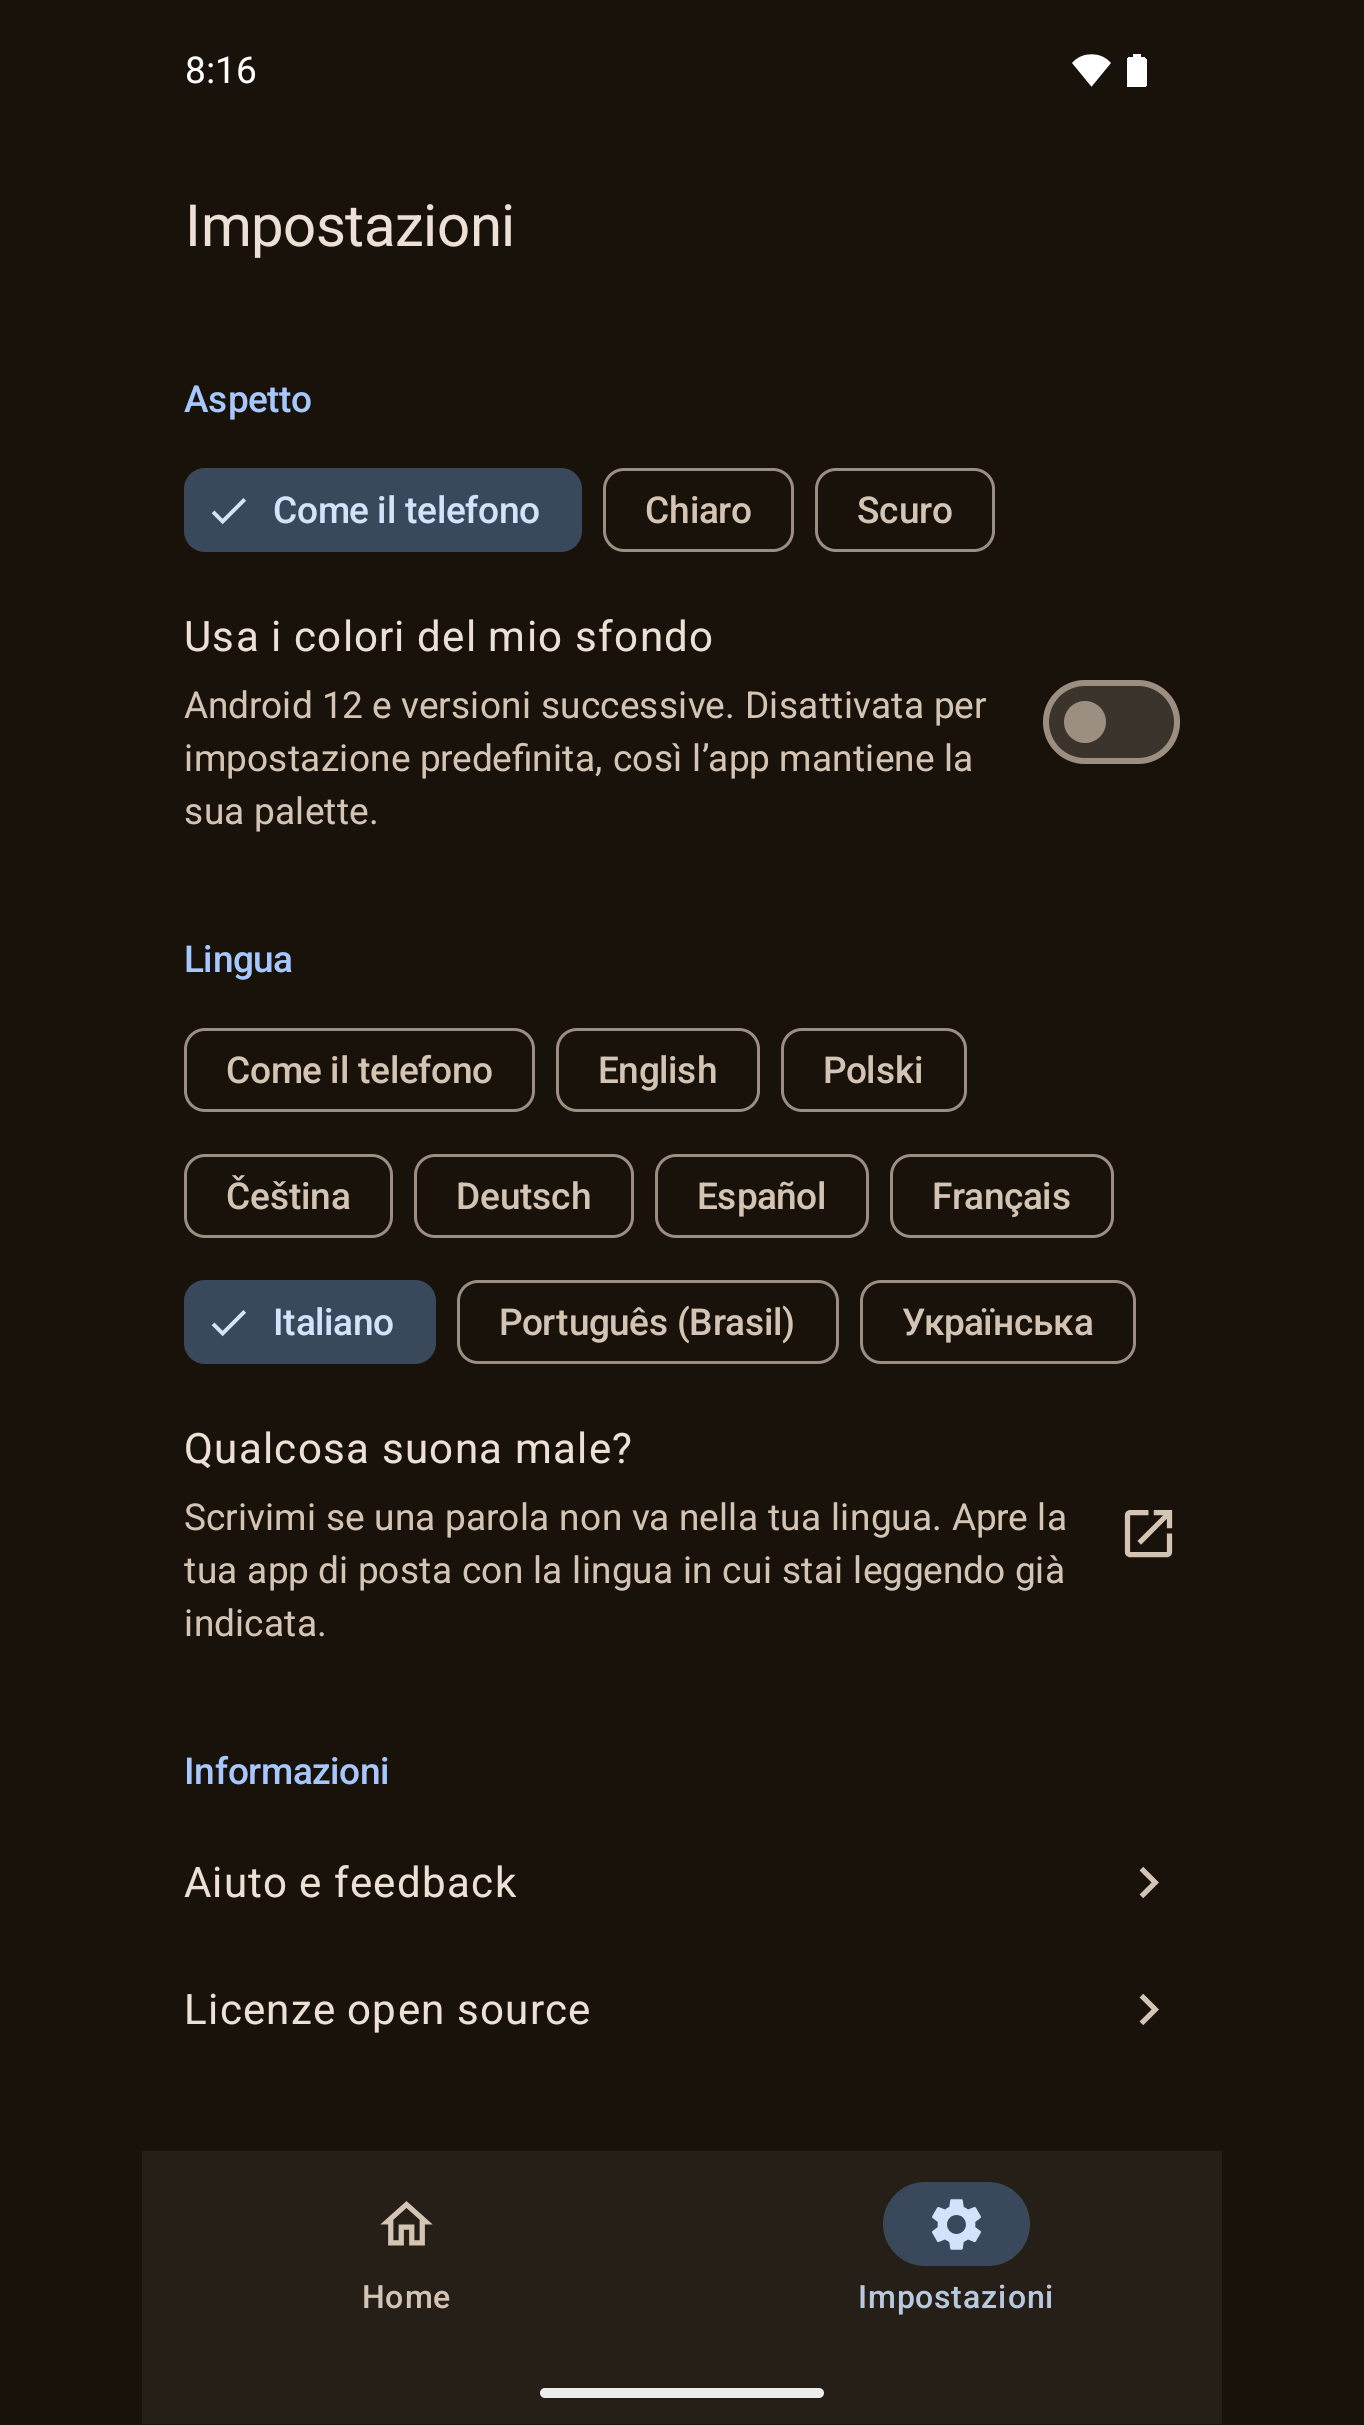 8:16
Impostazioni
Aspetto
Come il telefono
Chiaro
Scuro
Usa i colori del mio sfondo
Android 12 e versioni successive. Disattivata per
impostazione predefinita, così l’app mantiene la
sua palette.
Lingua
Come il telefono
English
Polski
Čeština
Deutsch
Español
Français
Italiano
Português (Brasil)
Українська
Qualcosa suona male?
Scrivimi se una parola non va nella tua lingua. Apre la
tua app di posta con la lingua in cui stai leggendo già
indicata.
Informazioni
Aiuto e feedback
Licenze open source
Home
Impostazioni